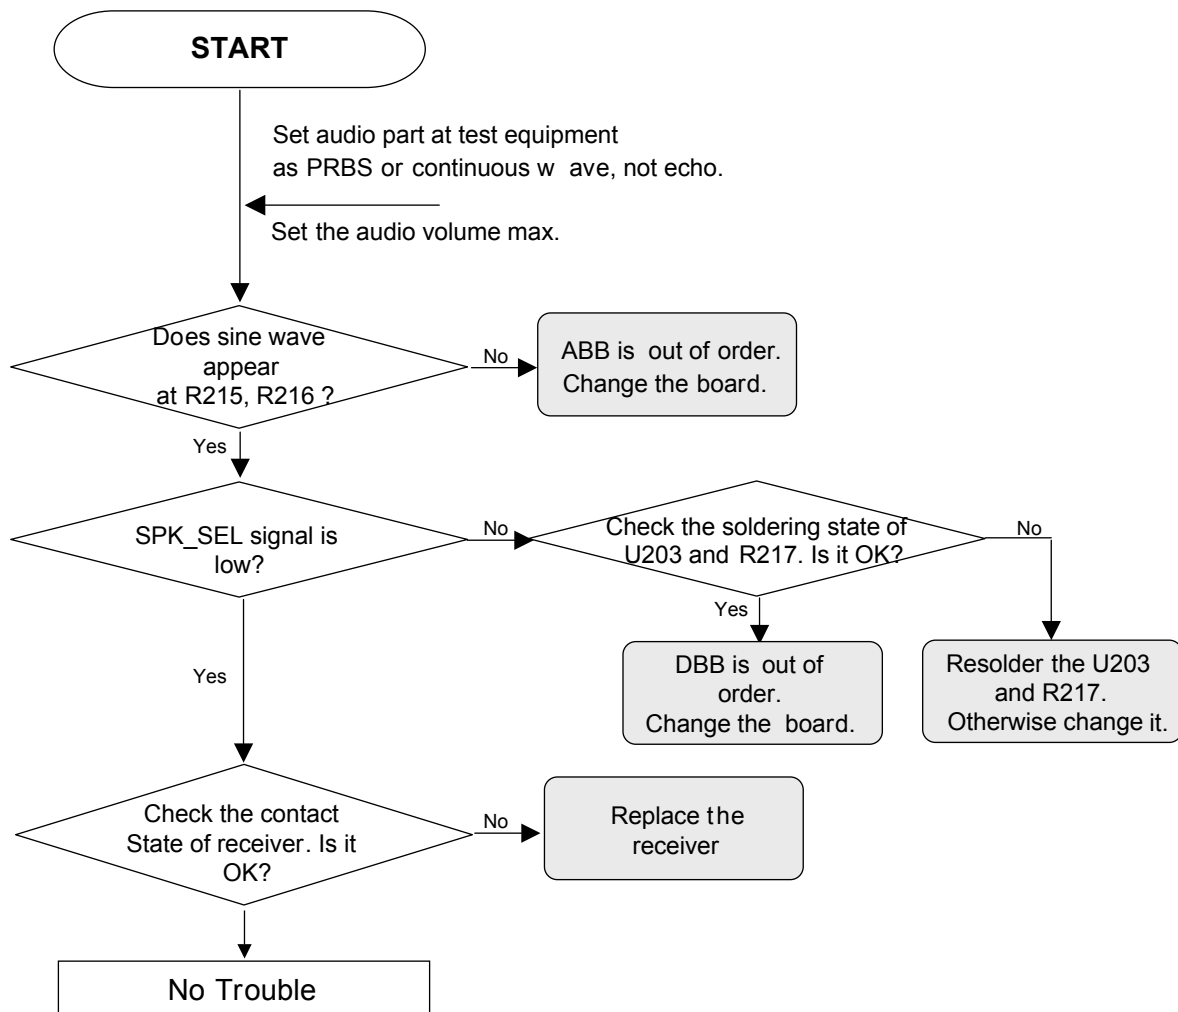 START
Set audio part at test equipment
as PRBS or continuous w ave, not echo.
Set the audio volume max.
Does sine wave
appear
at R215, R216 ?
No
ABB is out of order.
Change the board.
Yes
SPK_SEL signal is
low?
No
Check the soldering state of
U203 and R217. Is it OK?
No
Yes
DBB is out of
order.
Change the board.
Resolder the U203
and R217.
Otherwise change it.
Yes
Check the contact
State of receiver. Is it
OK?
No
Replace the
receiver
No Trouble